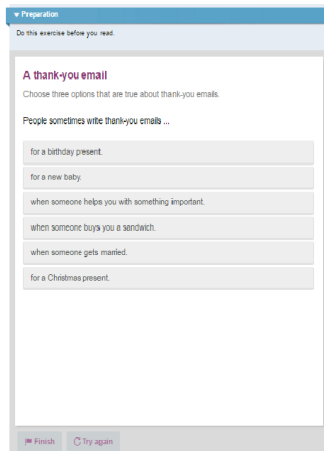 Preparation
Do this exercise before you read.
A thank-you email
Choose three options that are true about thank-you emails.
People sometimes write thank-you emails ...
for a birthday present.
for a new baby.
when someone helps you with something important.
when someone buys you a sandwich.
when someone gets married.
for a Christmas present.
Finish Try again